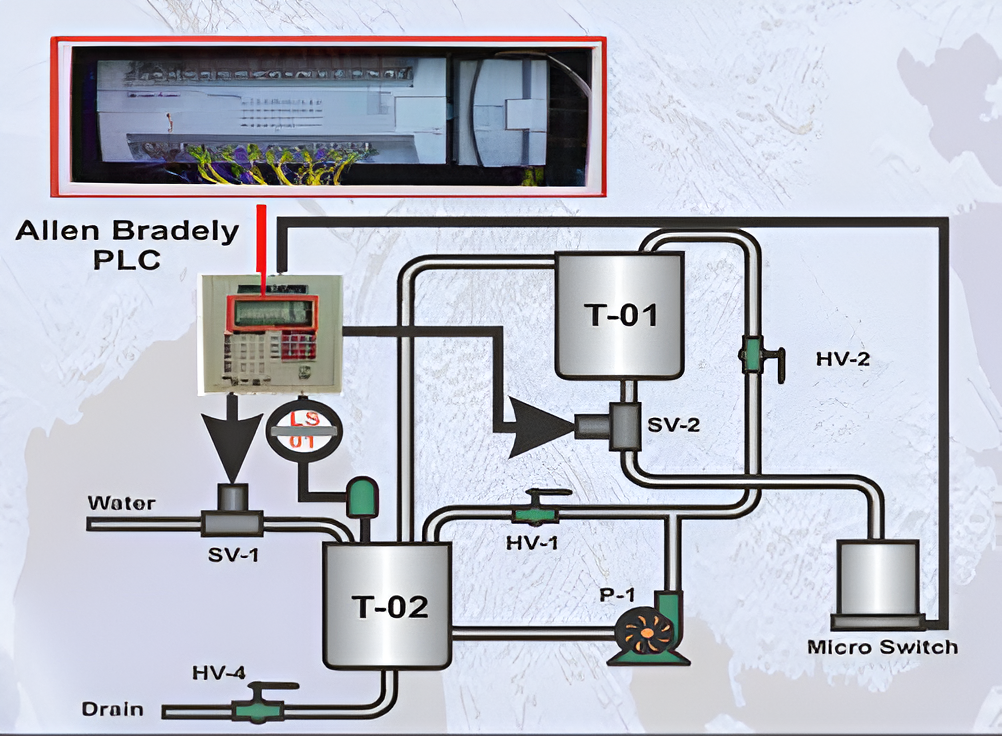 Allen Bradely
PLC
T-01
HV-2
LS
01
SV-2
Water
SV-1
HV-1
T-02
P-1
Micro Switch
HV-4
Drain